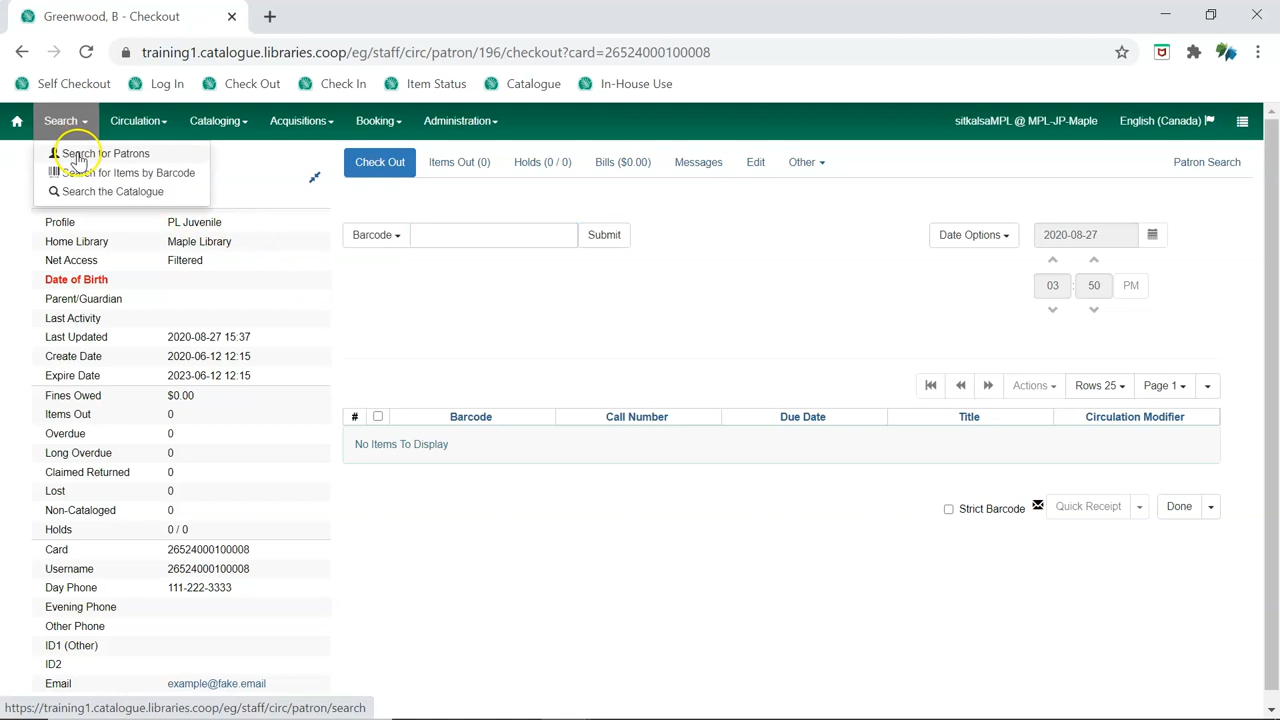 Greenwood, B - Checkout
training1.catalogue.libraries.coop/eg/staff/circ/patron/196/checkout?card=26524000100008
Self Checkout Log In Check Out Check In Item Status Catalogue In-House Use
Search Circulation Cataloging Acquisitions Booking Administration sitkalsaMPL @ MPL-JP-Maple English (Canada)
Search for Patrons
Search for Items by Barcode
Search the Catalogue
Check Out Items Out (0) Holds (0 / 0) Bills ($0.00) Messages Edit Other Patron Search
Profile PL Juvenile
Home Library Maple Library
Net Access Filtered
Date of Birth
Parent/Guardian
Last Activity
Last Updated 2020-08-27 15:37
Create Date 2020-06-12 12:15
Expire Date 2023-06-12 12:15
Fines Owed $0.00
Items Out 0
Overdue 0
Long Overdue 0
Claimed Returned 0
Lost 0
Non-Cataloged 0
Holds 0 / 0
Card 26524000100008
Username 26524000100008
Day Phone 111-222-3333
Evening Phone
Other Phone
ID1 (Other)
ID2
Email example@fake.email
Barcode Submit Date Options 2020-08-27
03 : 50 PM
Actions Rows 25 Page 1
# Barcode Call Number Due Date Title Circulation Modifier
No Items To Display
Strict Barcode Quick Receipt Done
https://training1.catalogue.libraries.coop/eg/staff/circ/patron/search